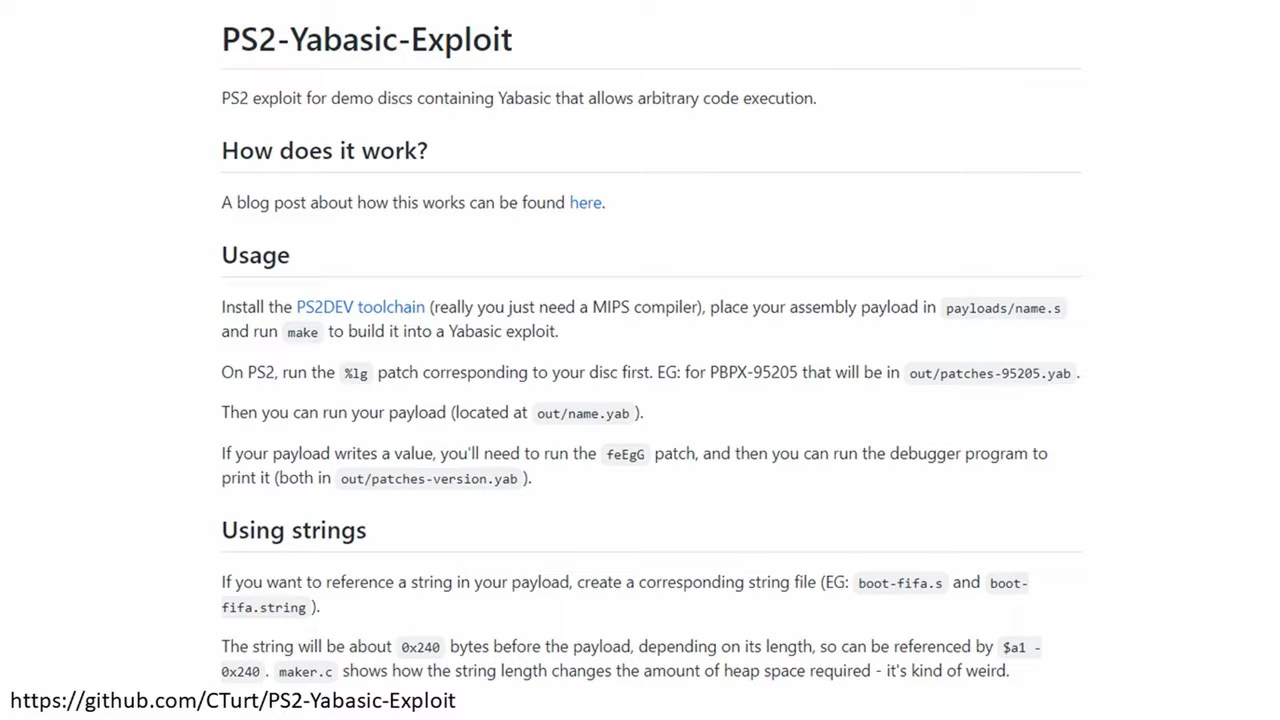 PS2-Yabasic-Exploit
PS2 exploit for demo discs containing Yabasic that allows arbitrary code execution.
How does it work?
A blog post about how this works can be found here.
Usage
Install the PS2DEV toolchain (really you just need a MIPS compiler), place your assembly payload in payloads/name.s
and run make to build it into a Yabasic exploit.
On PS2, run the %lg patch corresponding to your disc first. EG: for PBPX-95205 that will be in out/patches-95205.yab.
Then you can run your payload (located at out/name.yab ).
If your payload writes a value, you'll need to run the feEgG patch, and then you can run the debugger program to
print it (both in out/patches-version.yab ).
Using strings
If you want to reference a string in your payload, create a corresponding string file (EG: boot-fifa.s and boot-
fifa.string ).
The string will be about 0x240 bytes before the payload, depending on its length, so can be referenced by $a1 -
0x240 . maker.c shows how the string length changes the amount of heap space required - it's kind of weird.
https://github.com/CTurt/PS2-Yabasic-Exploit